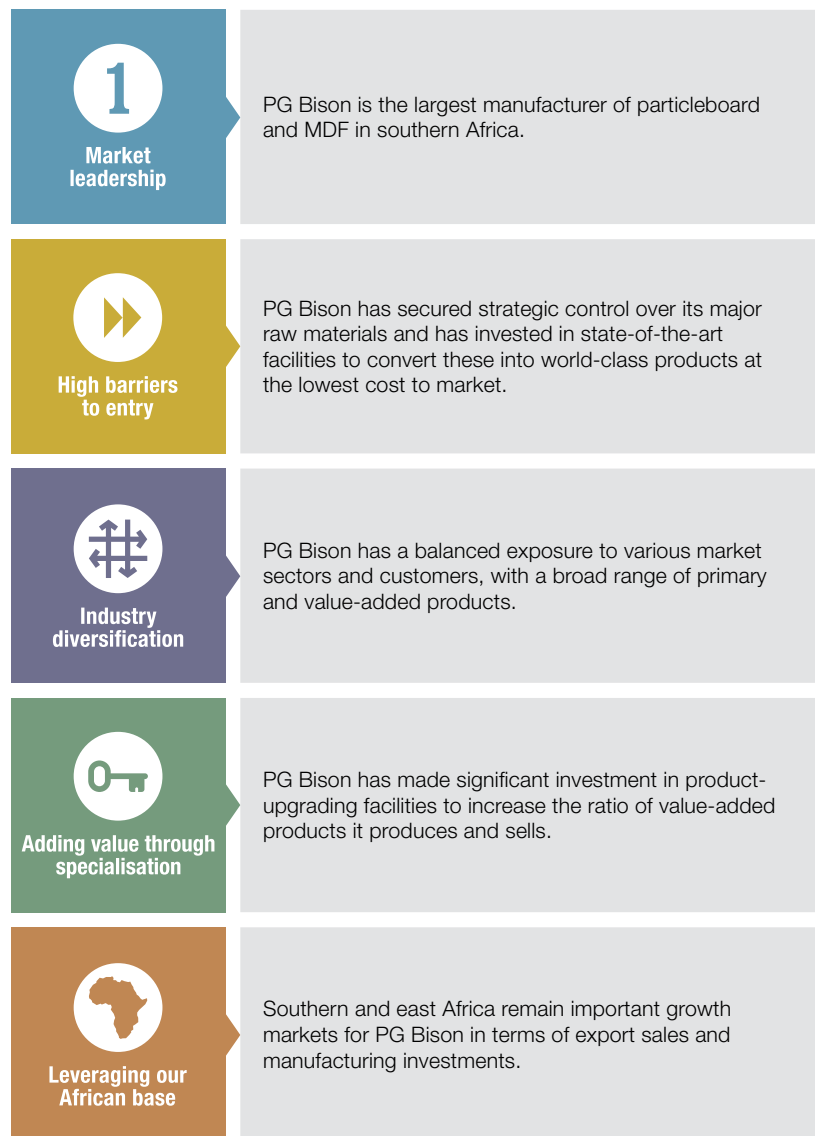 1
Market
leadership
PG Bison is the largest manufacturer of particleboard
and MDF in southern Africa.
High barriers
to entry
PG Bison has secured strategic control over its major
raw materials and has invested in state-of-the-art
facilities to convert these into world-class products at
the lowest cost to market.
Industry
diversification
PG Bison has a balanced exposure to various market
sectors and customers, with a broad range of primary
and value-added products.
Adding value through
specialisation
PG Bison has made significant investment in product-
upgrading facilities to increase the ratio of value-added
products it produces and sells.
Leveraging our
African base
Southern and east Africa remain important growth
markets for PG Bison in terms of export sales and
manufacturing investments.